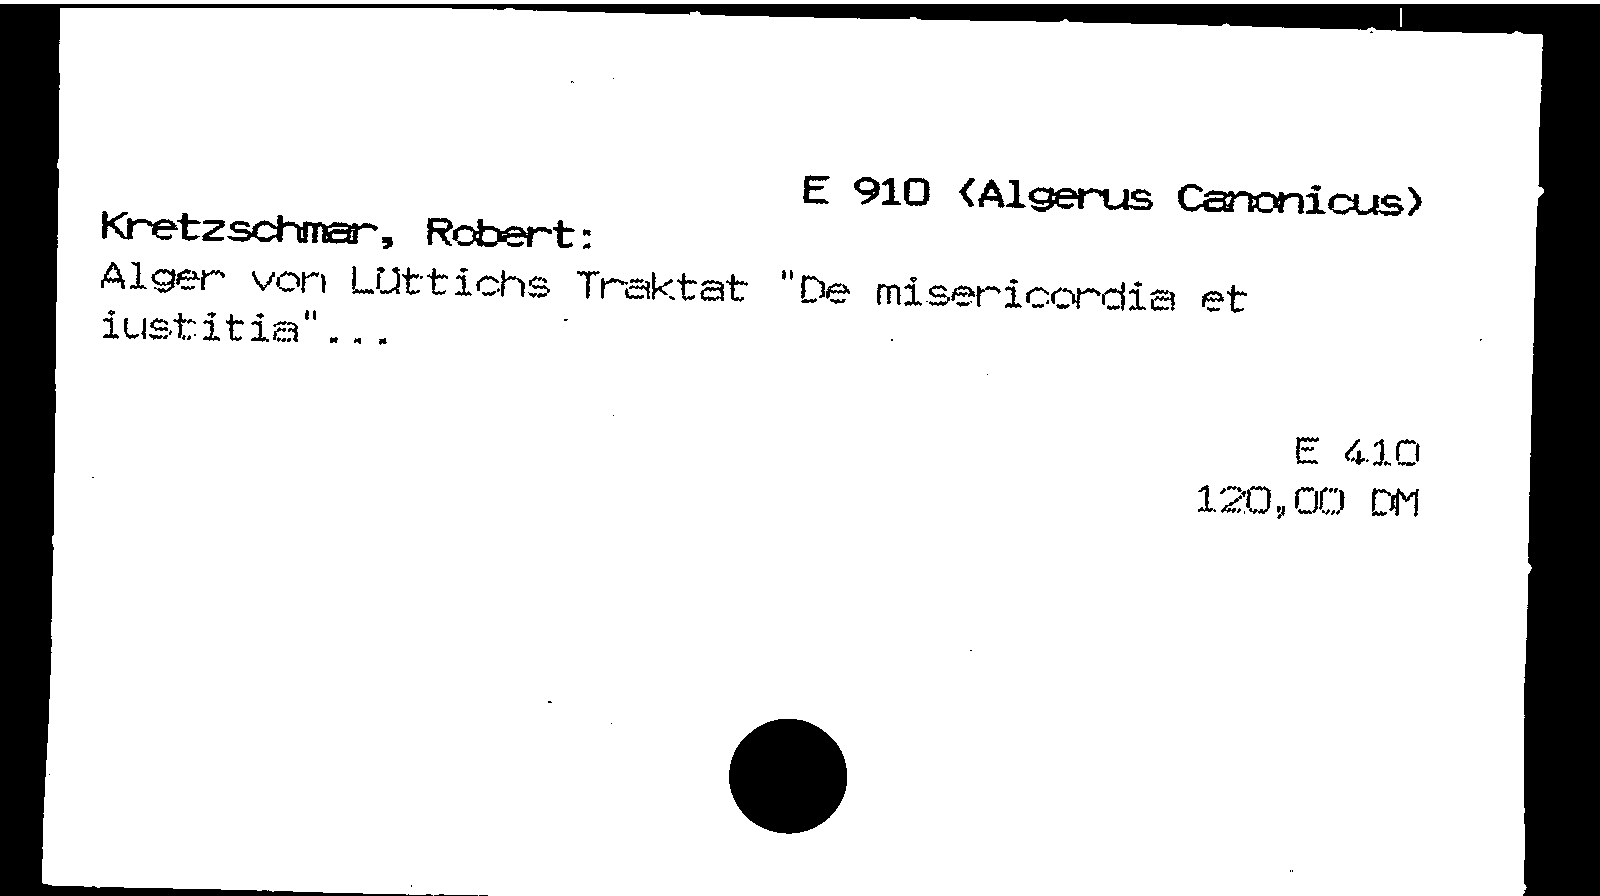 E 910 (Algerus Canonicus)
Kretzschmar, Robert:
Alger von Lüttichs Traktat "De misericordia et
iustitia"...
E 410
120,00 DM